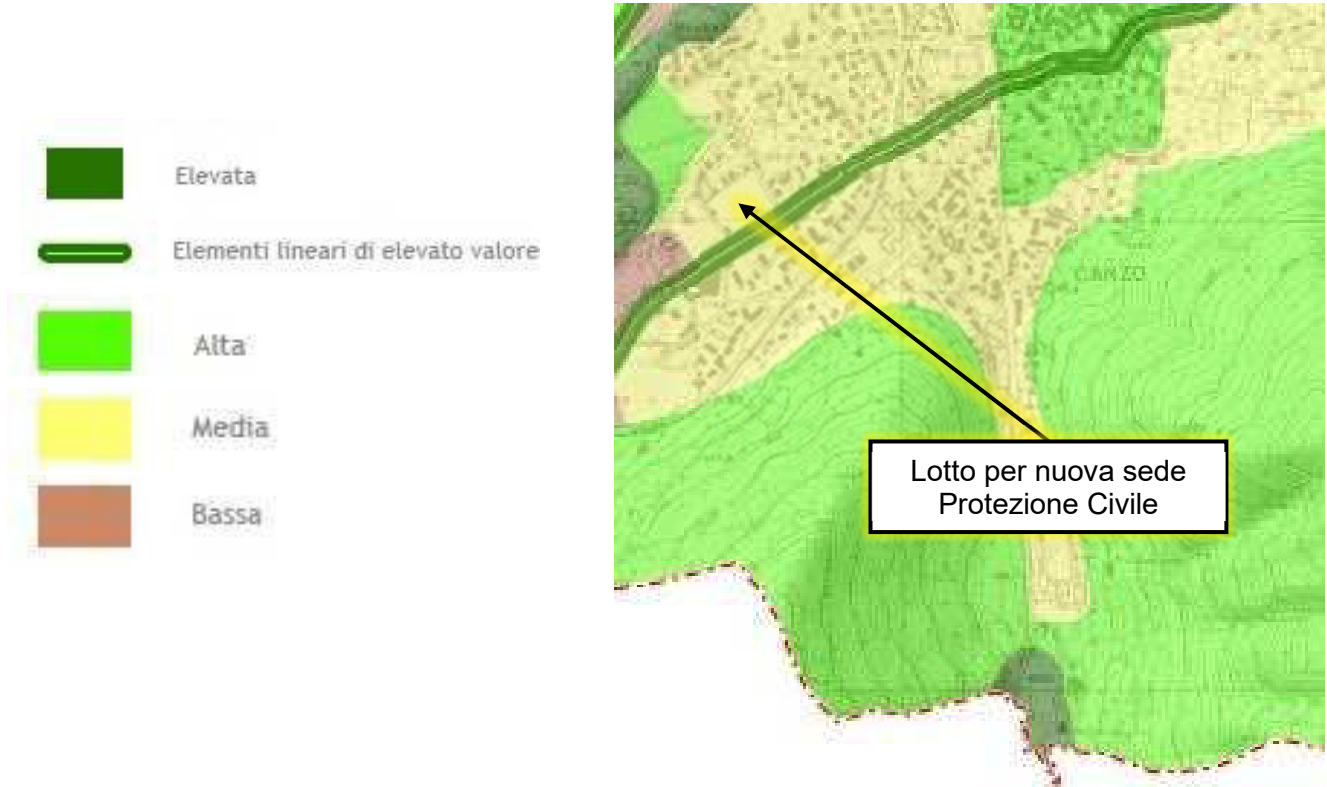 Elevata
Elementi lineari di elevato valore
Alta
Media
Bassa
CANZO
Lotto per nuova sede
Protezione Civile